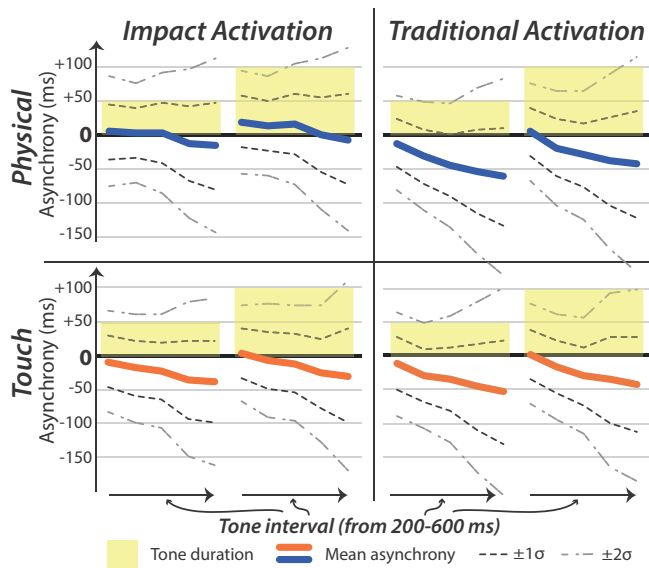 Impact Activation
Traditional Activation
Physical
Asynchrony (ms)
+100
+50
0
-50
-100
-150
Touch
Asynchrony (ms)
+100
+50
0
-50
-100
-150
Tone interval (from 200-600 ms)
Tone duration
Mean asynchrony
±1σ
±2σ